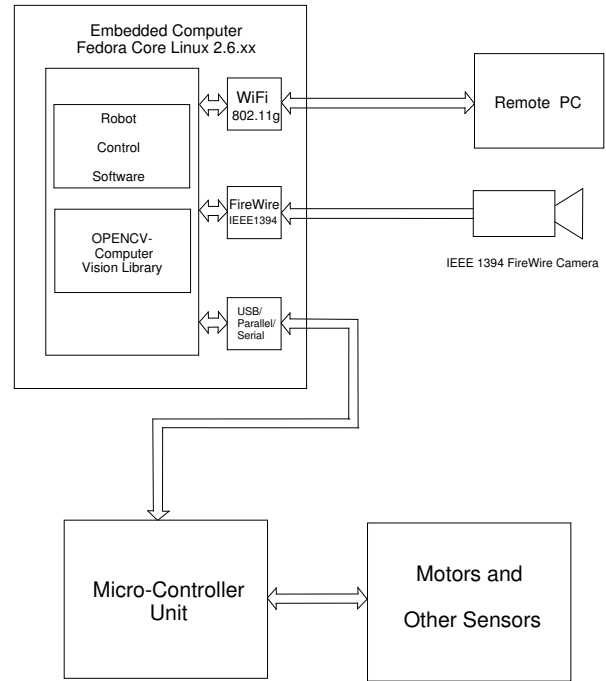 Embedded Computer
Fedora Core Linux 2.6.xx
Robot
Control
Software
OPENCV-
Computer
Vision Library
WiFi
802.11g
FireWire
IEEE1394
USB/
Parallel/
Serial
Remote PC
IEEE 1394 FireWire Camera
Micro-Controller
Unit
Motors and
Other Sensors